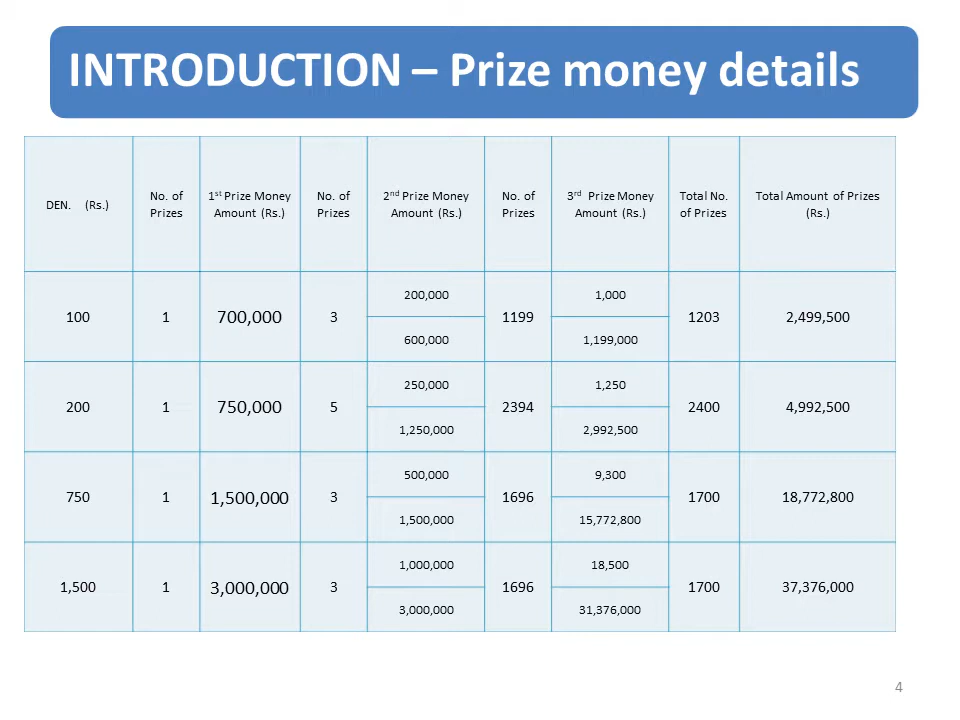 INTRODUCTION – Prize money details
DEN. (Rs.)
No. of
Prizes
1st Prize Money
Amount (Rs.)
No. of
Prizes
2nd Prize Money
Amount (Rs.)
No. of
Prizes
3rd Prize Money
Amount (Rs.)
Total No.
of Prizes
Total Amount of Prizes
(Rs.)
100
1
700,000
3
200,000
600,000
1199
1,000
1,199,000
1203
2,499,500
200
1
750,000
5
250,000
1,250,000
2394
1,250
2,992,500
2400
4,992,500
750
1
1,500,000
3
500,000
1,500,000
1696
9,300
15,772,800
1700
18,772,800
1,500
1
3,000,000
3
1,000,000
3,000,000
1696
18,500
31,376,000
1700
37,376,000
4